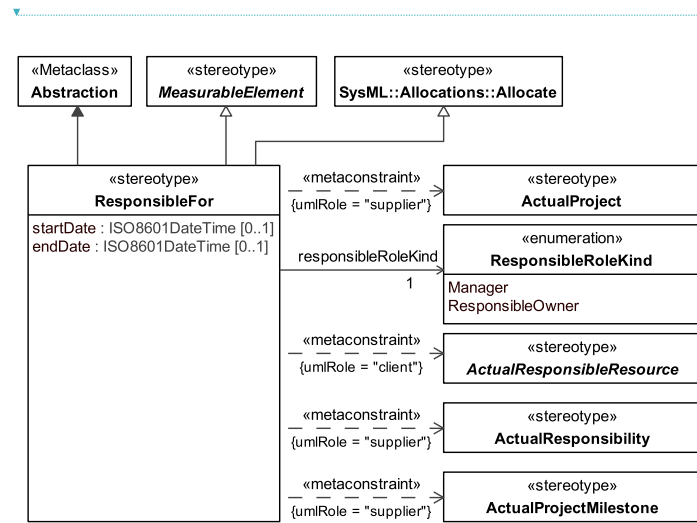 «Metaclass»
Abstraction
«stereotype»
MeasurableElement
«stereotype»
SysML::Allocations::Allocate
«stereotype»
ResponsibleFor
startDate : ISO8601DateTime [0..1]
endDate : ISO8601DateTime [0..1]
«metaconstraint»
{umlRole = "supplier"}
«stereotype»
ActualProject
responsibleRoleKind
1
«enumeration»
ResponsibleRoleKind
Manager
ResponsibleOwner
«metaconstraint»
{umlRole = "client"}
«stereotype»
ActualResponsibleResource
«metaconstraint»
{umlRole = "supplier"}
«stereotype»
ActualResponsibility
«metaconstraint»
{umlRole = "supplier"}
«stereotype»
ActualProjectMilestone